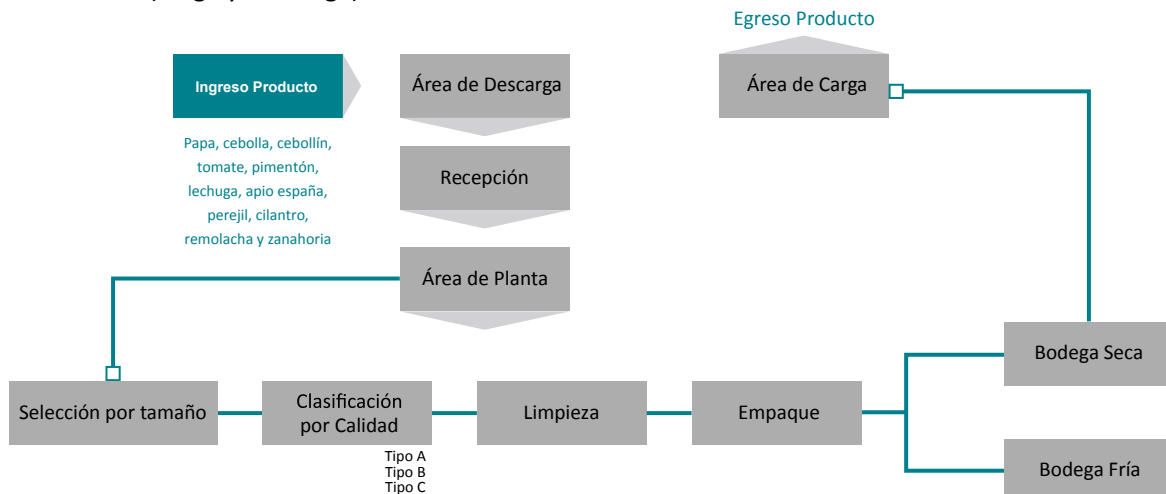 Egreso Producto
Ingreso Producto
Área de Descarga
Área de Carga
Papa, cebolla, cebollín,
tomate, pimentón,
lechuga, apio españa,
perejil, cilantro,
remolacha y zanahoria
Recepción
Área de Planta
Bodega Seca
Selección por tamaño
Clasificación
por Calidad
Limpieza
Empaque
Tipo A
Tipo B
Tipo C
Bodega Fría